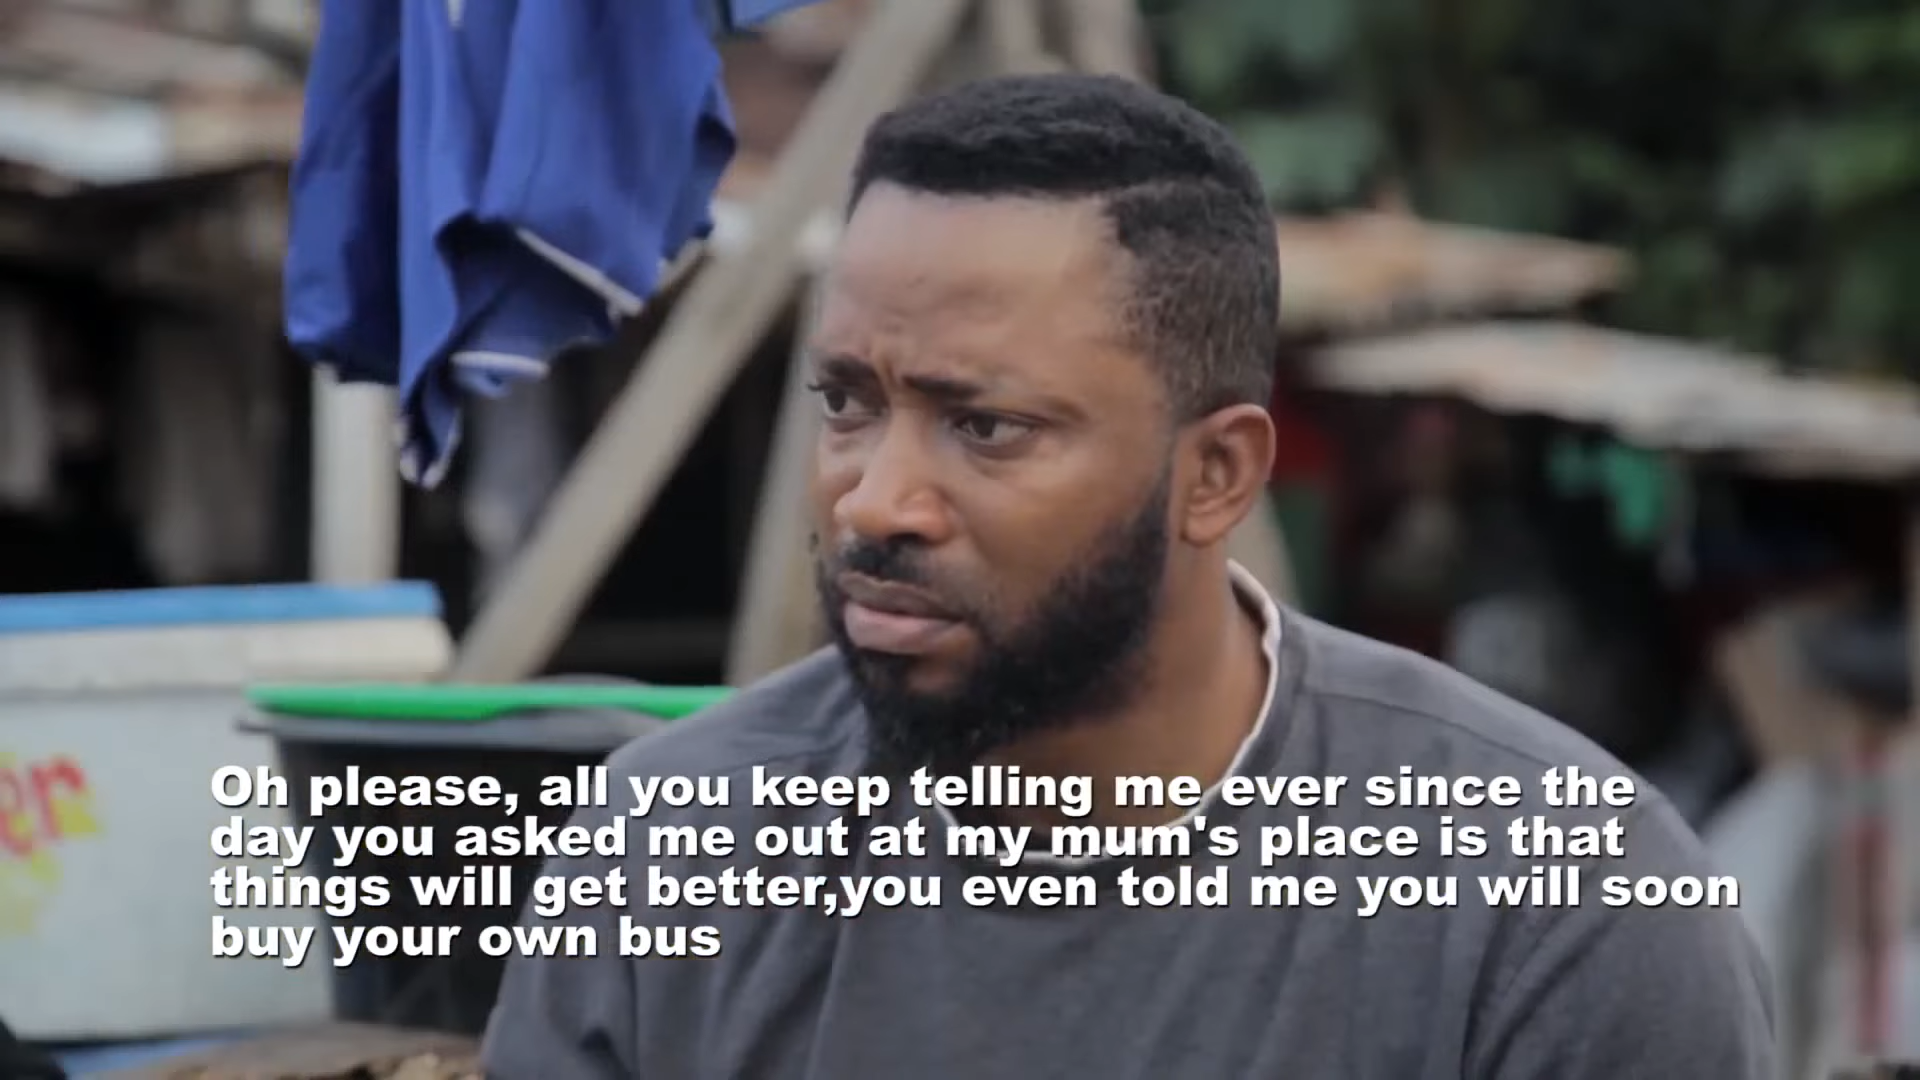 er
Oh please, all you keep telling me ever since the
day you asked me out at my mum's place is that
things will get better,you even told me you will soon
buy your own bus